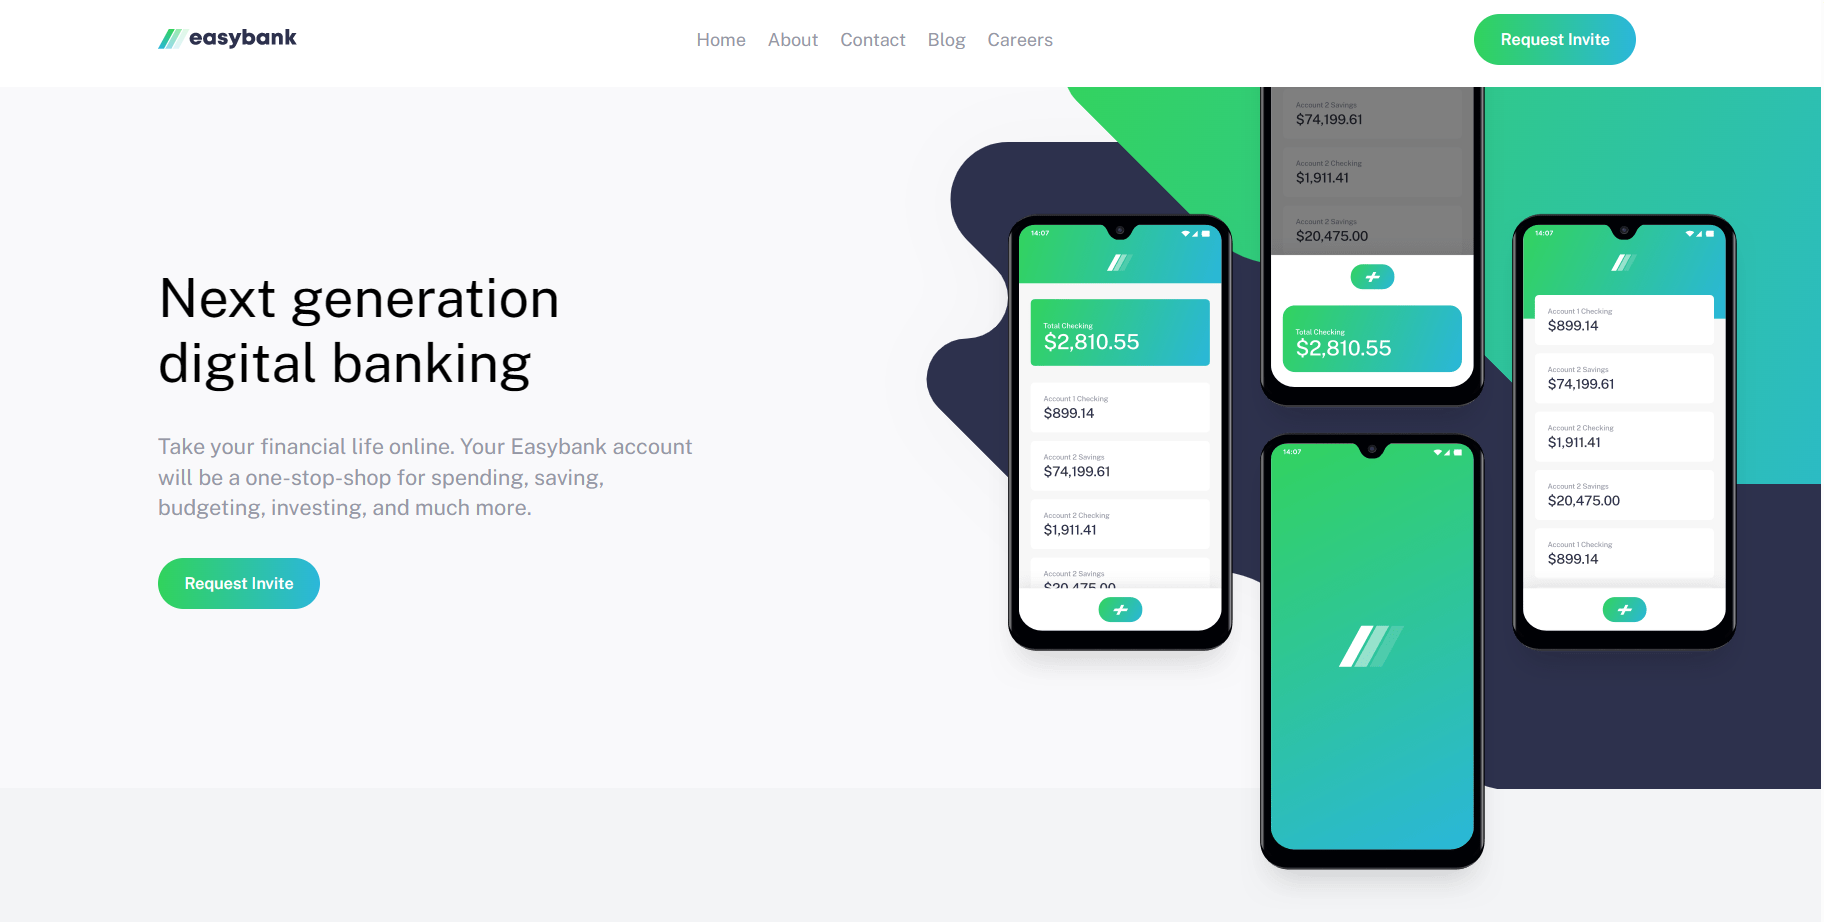 easybank
Home About Contact Blog Careers
Request Invite
Next generation
digital banking
Take your financial life online. Your Easybank account
will be a one-stop-shop for spending, saving,
budgeting, investing, and much more.
Request Invite
14:07
Total Checking
$2,810.55
Account 1 Checking
$899.14
Account 2 Savings
$74,199.61
Account 2 Checking
$1,911.41
Account 2 Savings
$20,475.00
Account 2 Savings
$74,199.61
Account 2 Checking
$1,911.41
Account 2 Savings
$20,475.00
Total Checking
$2,810.55
14:07
14:07
Account 1 Checking
$899.14
Account 2 Savings
$74,199.61
Account 2 Checking
$1,911.41
Account 2 Savings
$20,475.00
Account 1 Checking
$899.14